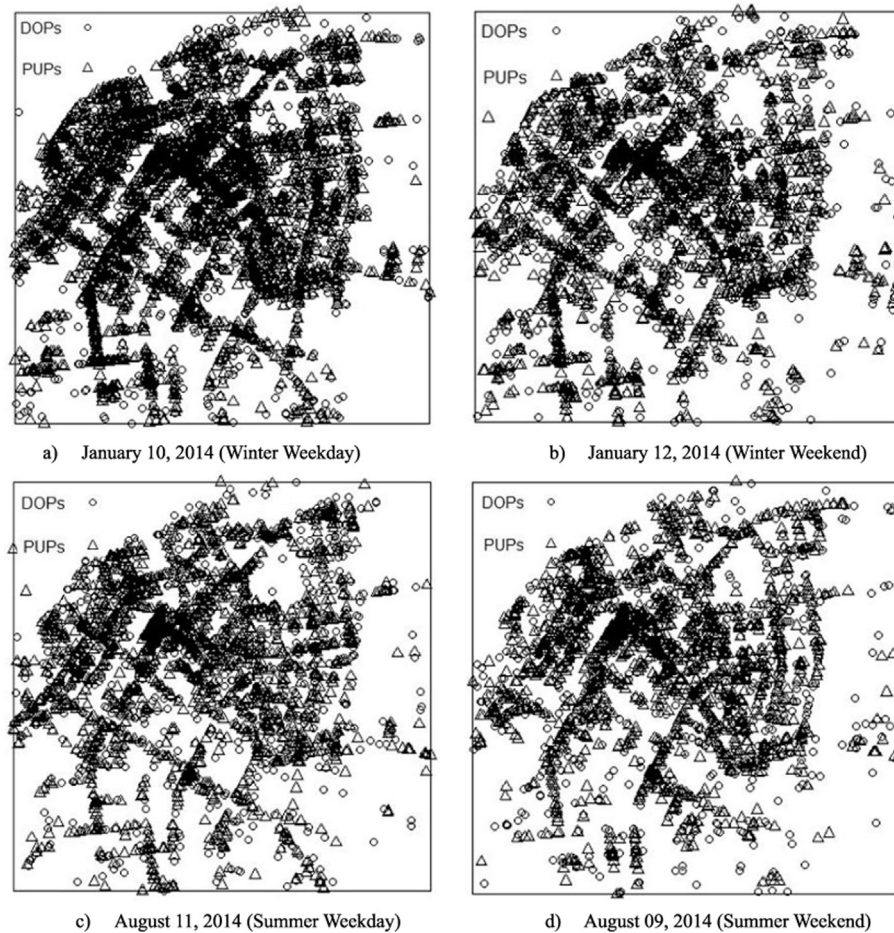 DOPs
PUPs
DOPs
PUPs
a) January 10, 2014 (Winter Weekday)
b) January 12, 2014 (Winter Weekend)
DOPs
PUPs
DOPs
PUPs
c) August 11, 2014 (Summer Weekday)
d) August 09, 2014 (Summer Weekend)